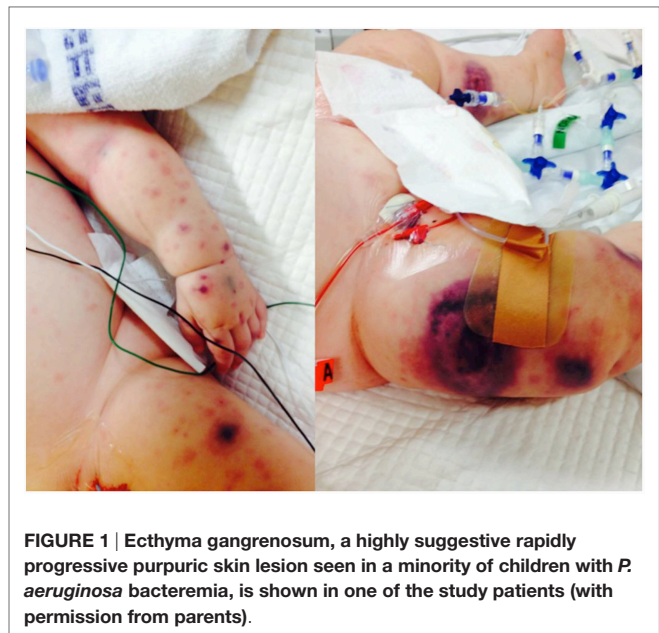 A
FIGURE 1 | Ecthyma gangrenosum, a highly suggestive rapidly
progressive purpuric skin lesion seen in a minority of children with P.
aeruginosa bacteremia, is shown in one of the study patients (with
permission from parents).